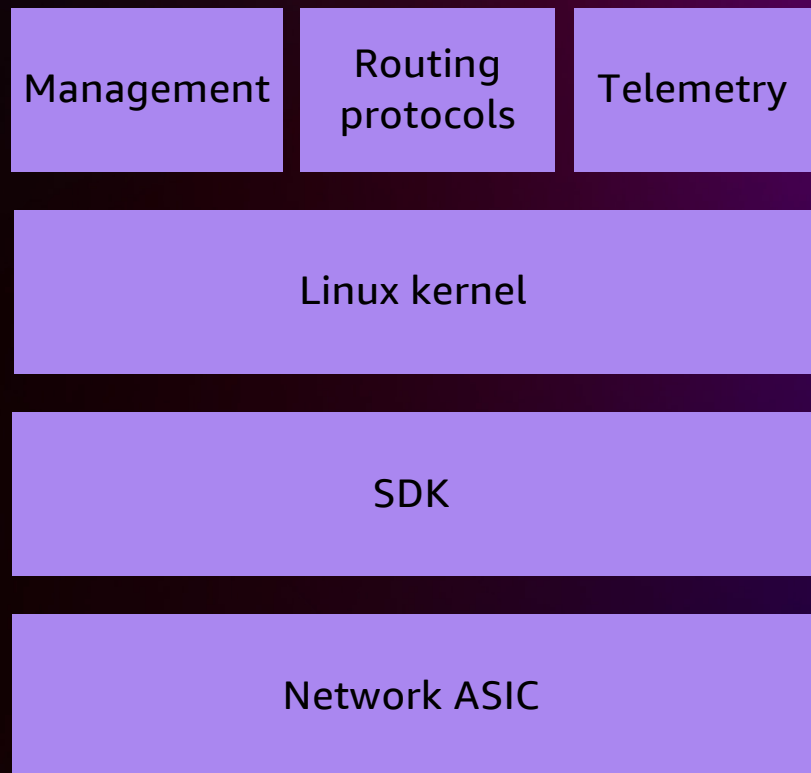 Management
Routing
protocols
Telemetry
Linux kernel
SDK
Network ASIC